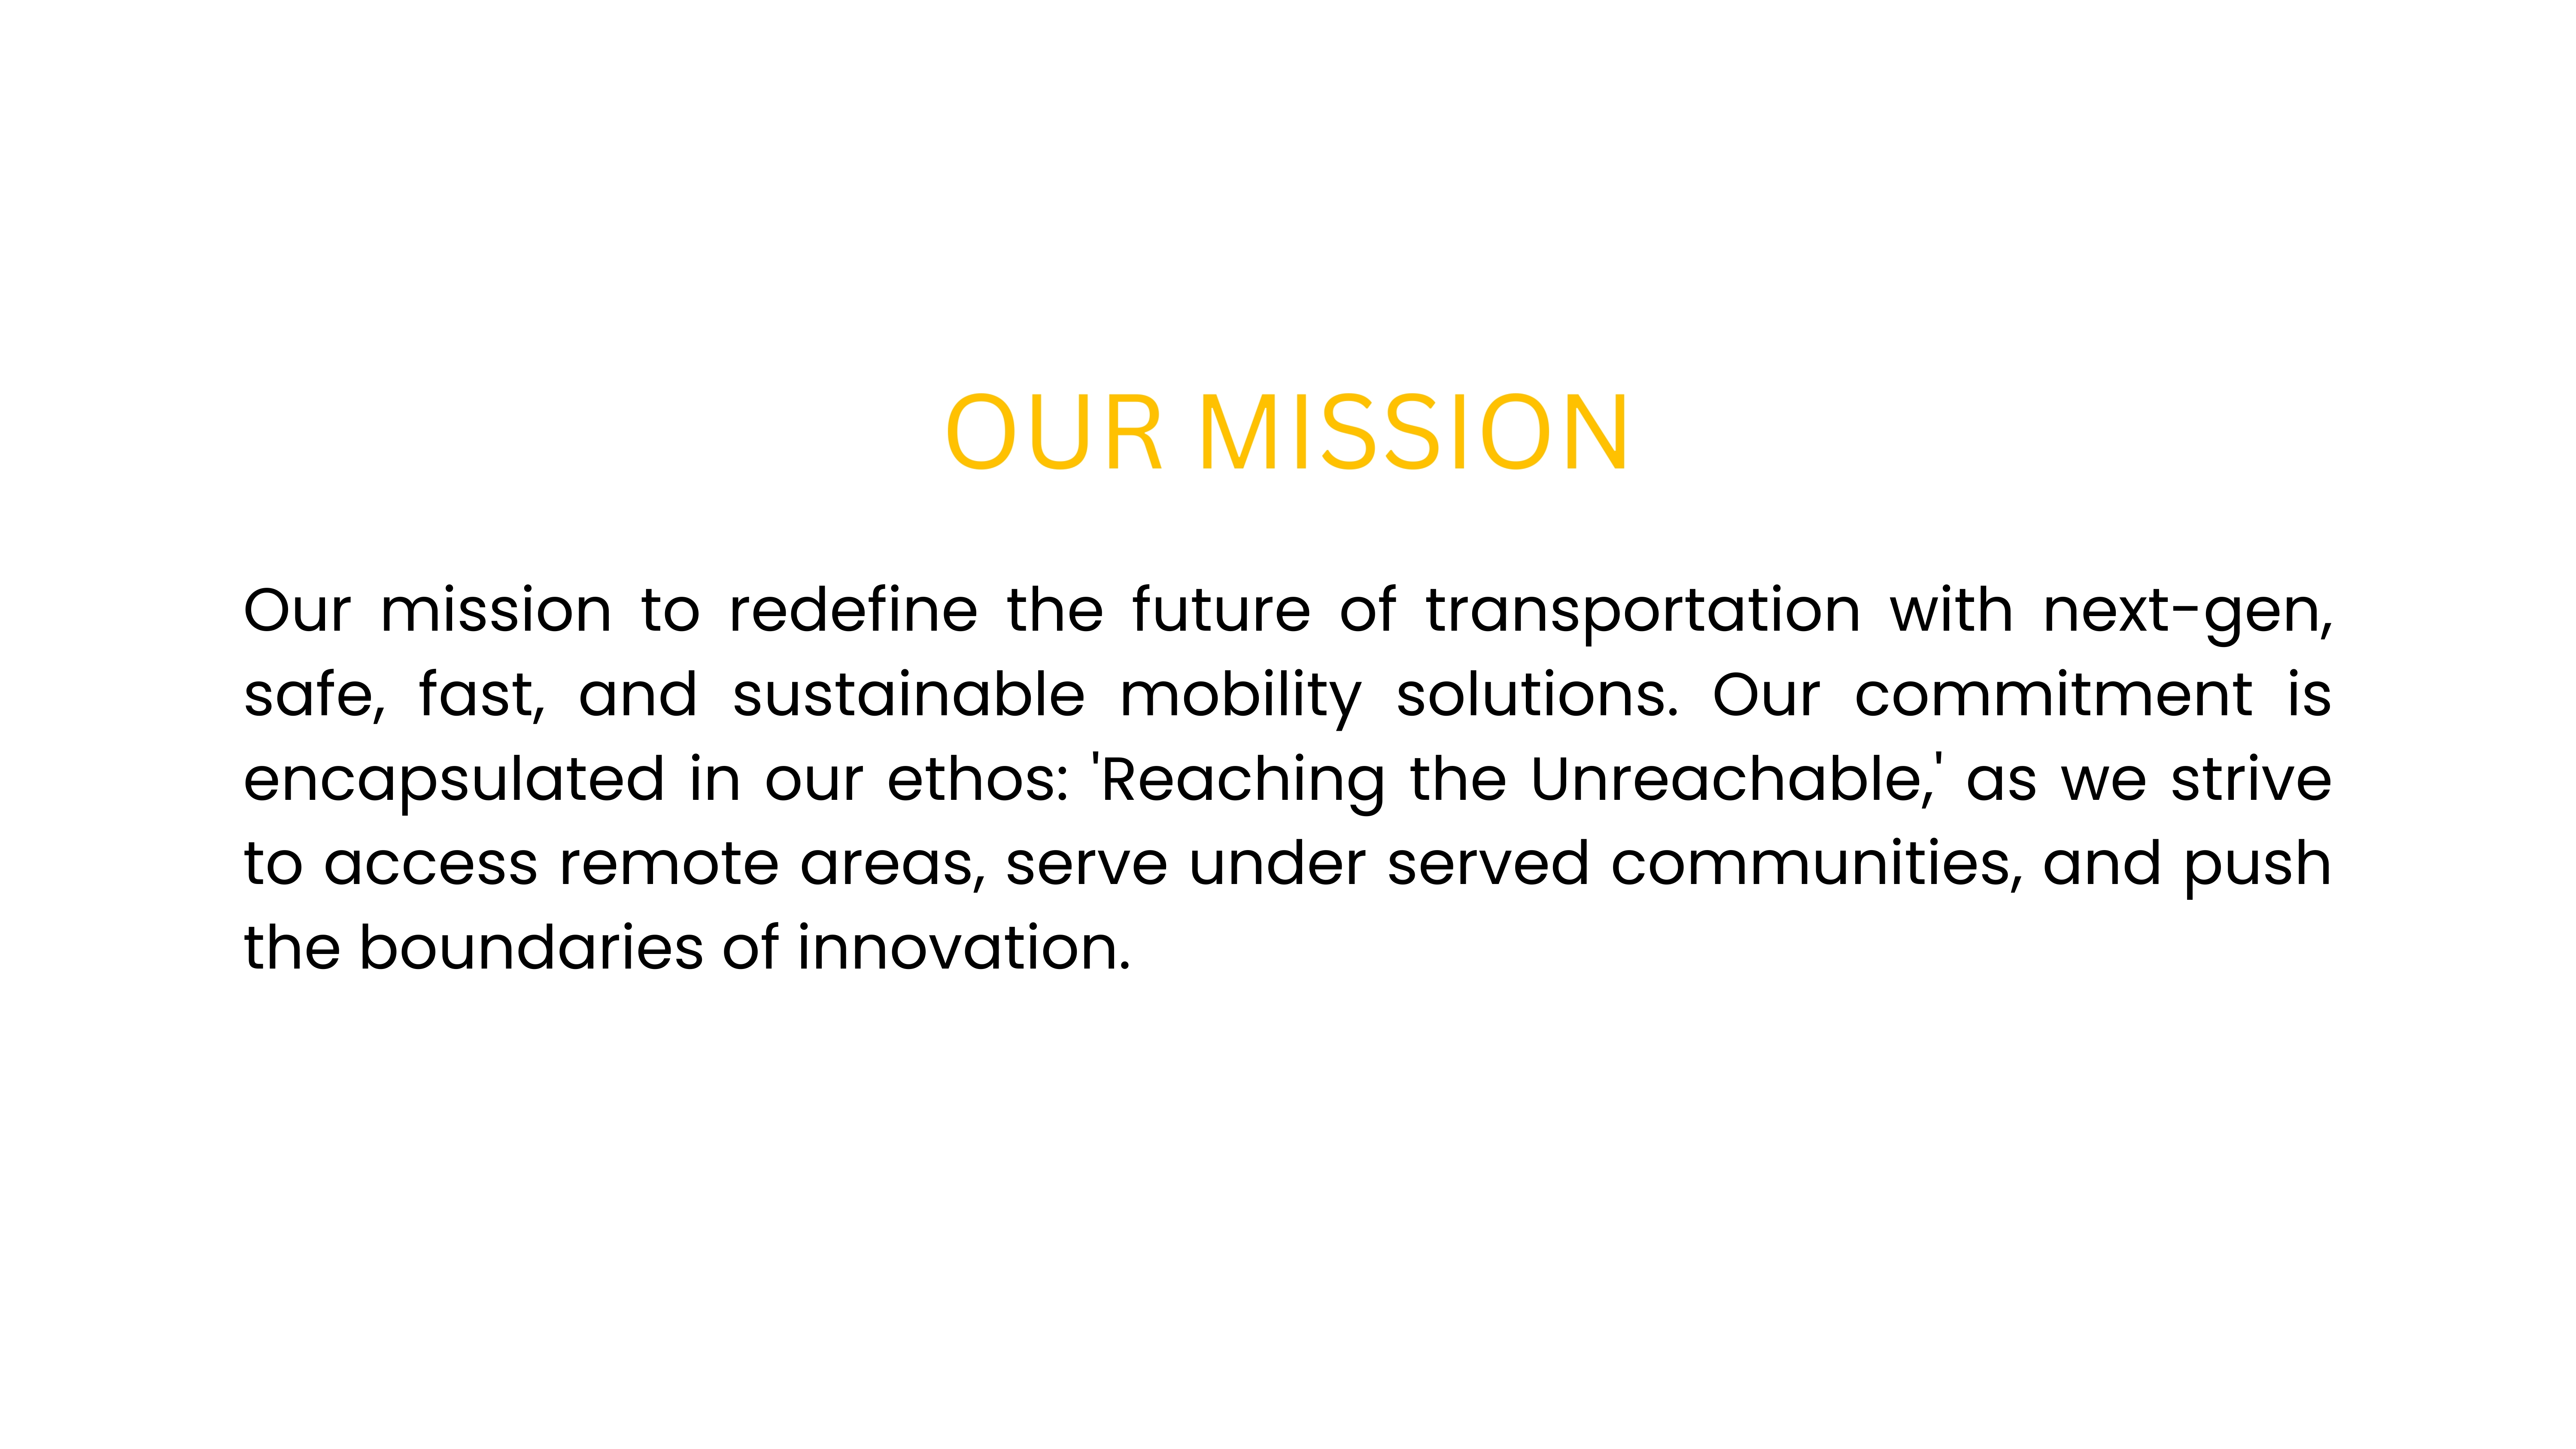 OUR MISSION
Our mission to redefine the future of transportation with next-gen,
safe, fast, and sustainable mobility solutions. Our commitment is
encapsulated in our ethos: 'Reaching the Unreachable,' as we strive
to access remote areas, serve under served communities, and push
the boundaries of innovation.